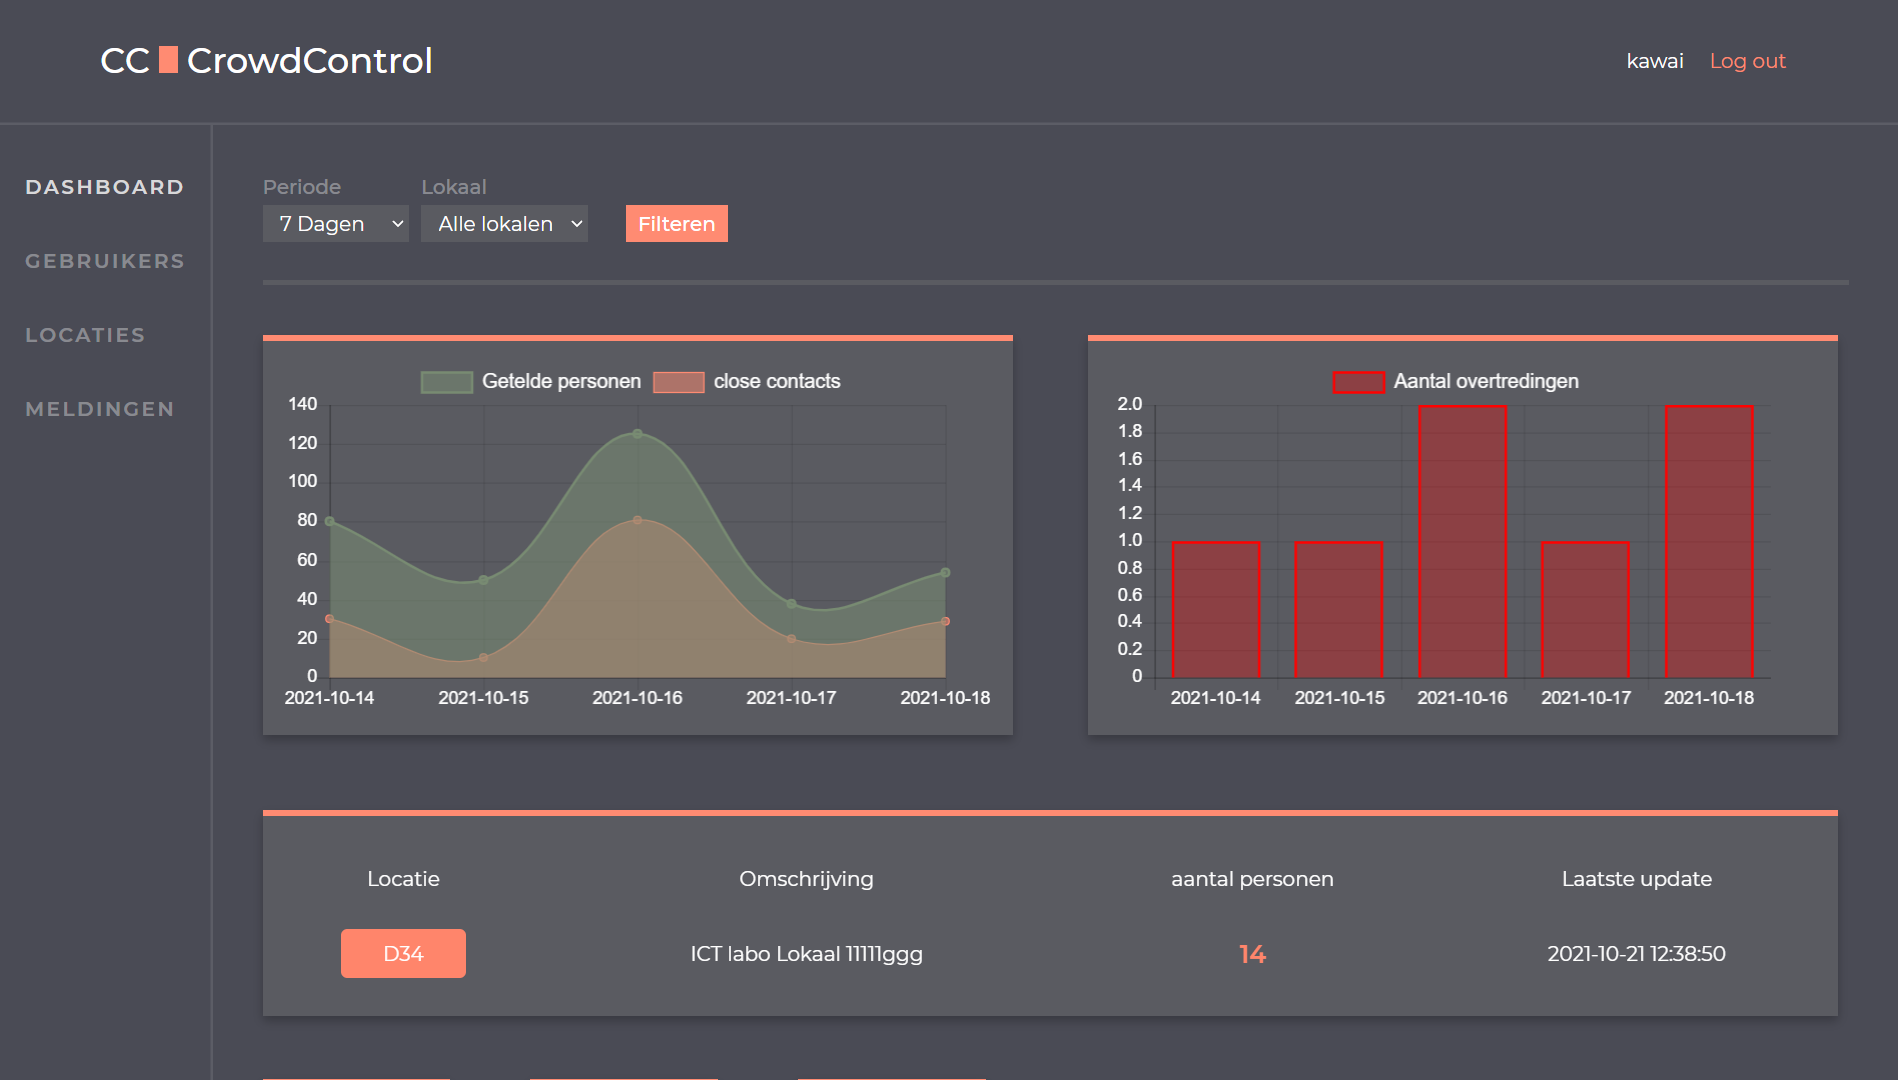 CC CrowdControl
kawai Log out
DASHBOARD
GEBRUIKERS
LOCATIES
MELDINGEN
Periode Lokaal
7 Dagen Alle lokalen Filteren
Getelde personen close contacts
140
120
100
80
60
40
20
0
2021-10-14 2021-10-15 2021-10-16 2021-10-17 2021-10-18
Aantal overtredingen
2.0
1.8
1.6
1.4
1.2
1.0
0.8
0.6
0.4
0.2
0
2021-10-14 2021-10-15 2021-10-16 2021-10-17 2021-10-18
Locatie Omschrijving aantal personen Laatste update
D34 ICT labo Lokaal 11111ggg 14 2021-10-21 12:38:50